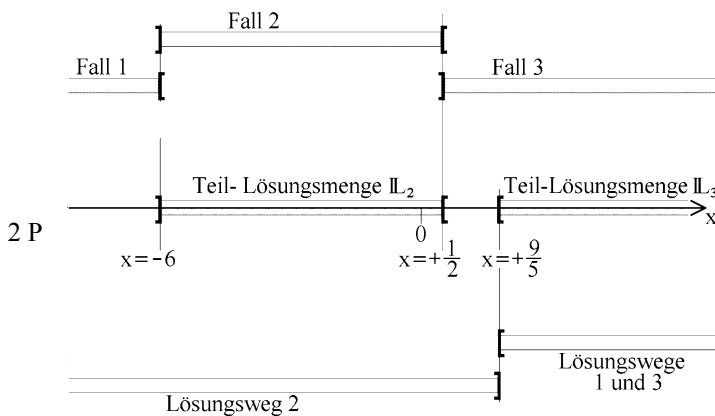 Fall 2
Fall 1
Fall 3
Teil- Lösungsmenge 𝕃₂
Teil-Lösungsmenge 𝕃₃
x
2 P
0
x=-6
x=+1/2
x=+9/5
Lösungswege
1 und 3
Lösungsweg 2